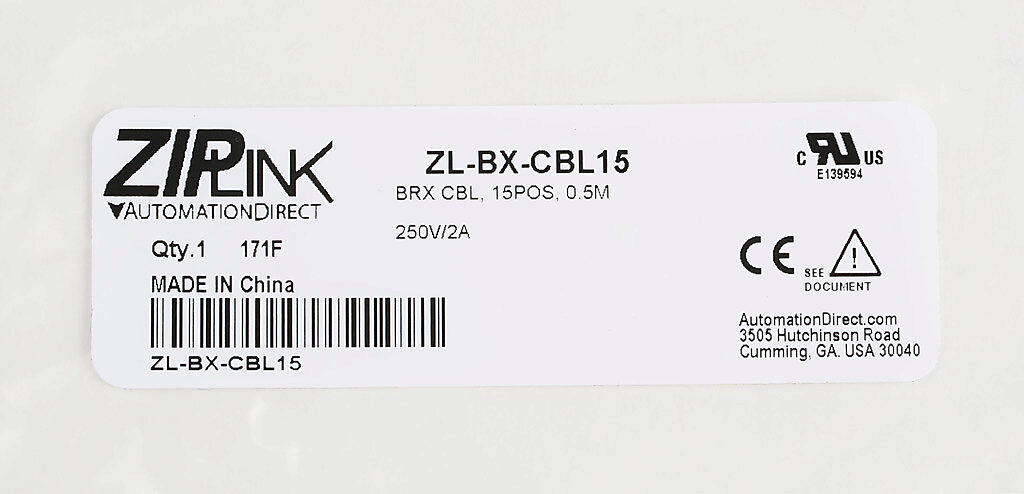 ZIPLINK
AUTOMATIONDIRECT
Qty.1 171F
MADE IN China
ZL-BX-CBL15
ZL-BX-CBL15
BRX CBL, 15POS, 0.5M
250V/2A
C RU US
E139594
CE
SEE !
DOCUMENT
AutomationDirect.com
3505 Hutchinson Road
Cumming, GA. USA 30040